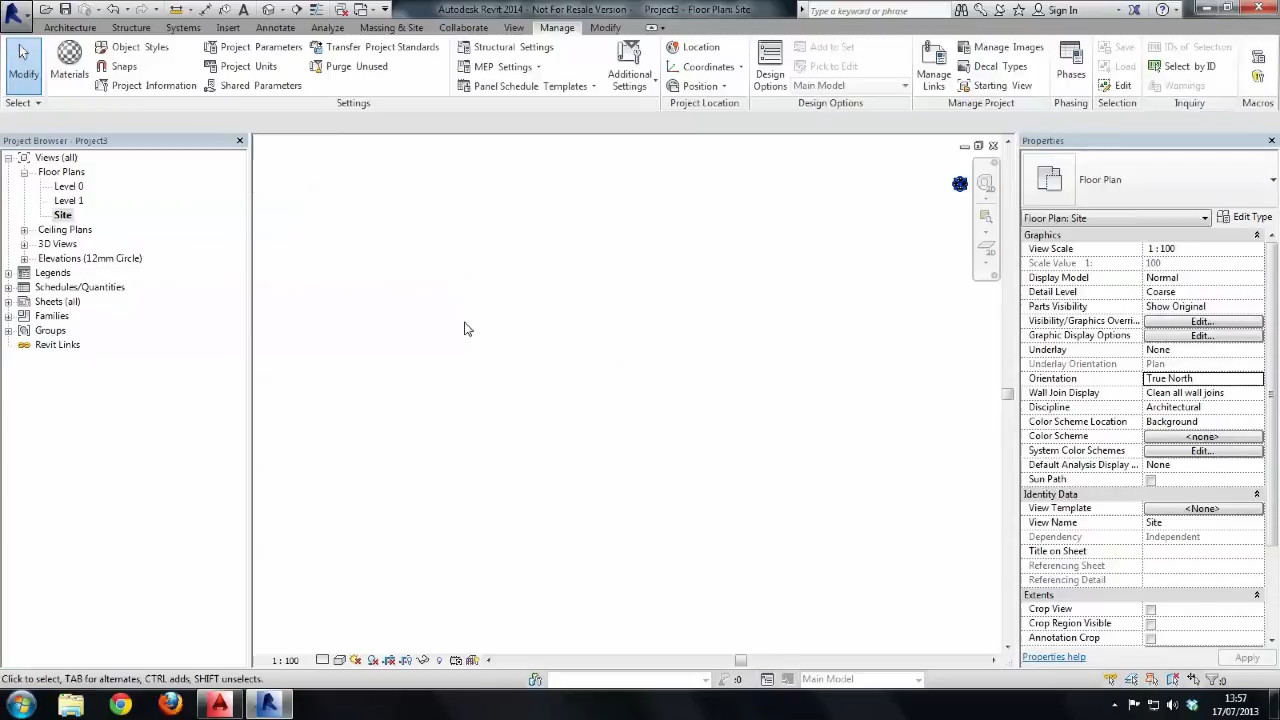 Autodesk Revit 2014 - Not For Resale Version - Project3 - Floor Plan: Site
Type a keyword or phrase
Sign In
Architecture Structure Systems Insert Annotate Analyze Massing & Site Collaborate View Manage Modify
Modify
Select
Materials
Object Styles
Snaps
Project Information
Project Parameters
Project Units
Shared Parameters
Transfer Project Standards
Purge Unused
Structural Settings
MEP Settings
Panel Schedule Templates
Additional Settings
Settings
Location
Coordinates
Position
Project Location
Design Options
Add to Set
Pick to Edit
Main Model
Design Options
Manage Links
Manage Images
Decal Types
Starting View
Manage Project
Phases
Phasing
Save
Load
Edit
Selection
IDs of Selection
Select by ID
Warnings
Inquiry
Macros
Project Browser - Project3
Views (all)
Floor Plans
Level 0
Level 1
Site
Ceiling Plans
3D Views
Elevations (12mm Circle)
Legends
Schedules/Quantities
Sheets (all)
Families
Groups
Revit Links
2D
2D
1 : 100
Properties
Floor Plan
Floor Plan: Site
Edit Type
Graphics
View Scale 1 : 100
Scale Value 1: 100
Display Model Normal
Detail Level Coarse
Parts Visibility Show Original
Visibility/Graphics Overri... Edit...
Graphic Display Options Edit...
Underlay None
Underlay Orientation Plan
Orientation True North
Wall Join Display Clean all wall joins
Discipline Architectural
Color Scheme Location Background
Color Scheme <none>
System Color Schemes Edit...
Default Analysis Display ... None
Sun Path
Identity Data
View Template <None>
View Name Site
Dependency Independent
Title on Sheet
Referencing Sheet
Referencing Detail
Extents
Crop View
Crop Region Visible
Annotation Crop
Properties help
Apply
Click to select, TAB for alternates, CTRL adds, SHIFT unselects.
:0
Main Model
:0
13:57
17/07/2013